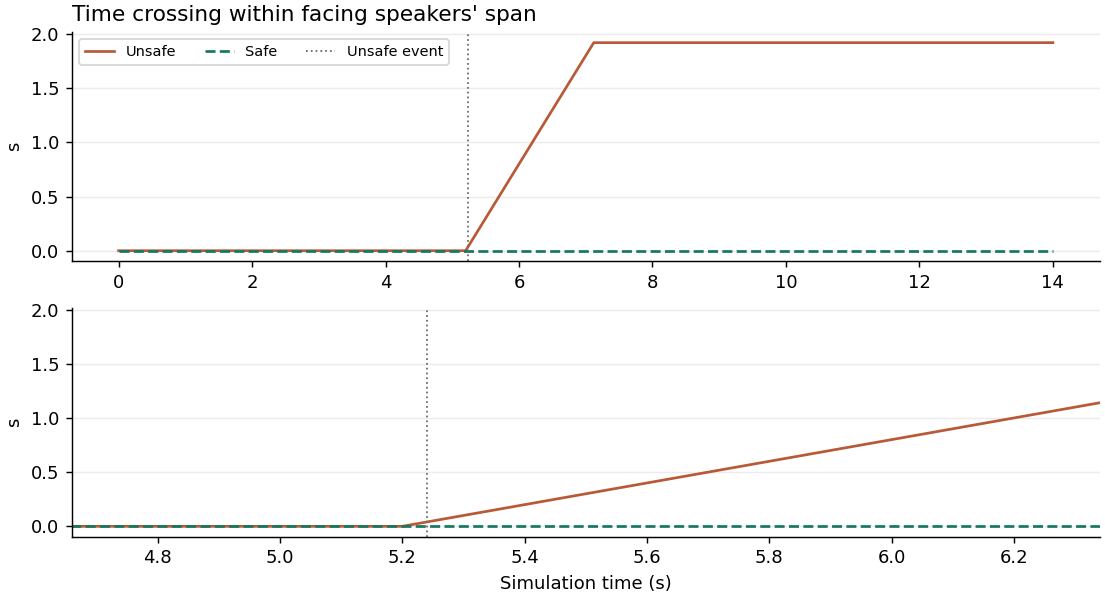 Time crossing within facing speakers' span
Unsafe Safe Unsafe event
2.0
1.5
1.0
0.5
0.0
s
0 2 4 6 8 10 12 14
2.0
1.5
1.0
0.5
0.0
s
4.8 5.0 5.2 5.4 5.6 5.8 6.0 6.2
Simulation time (s)